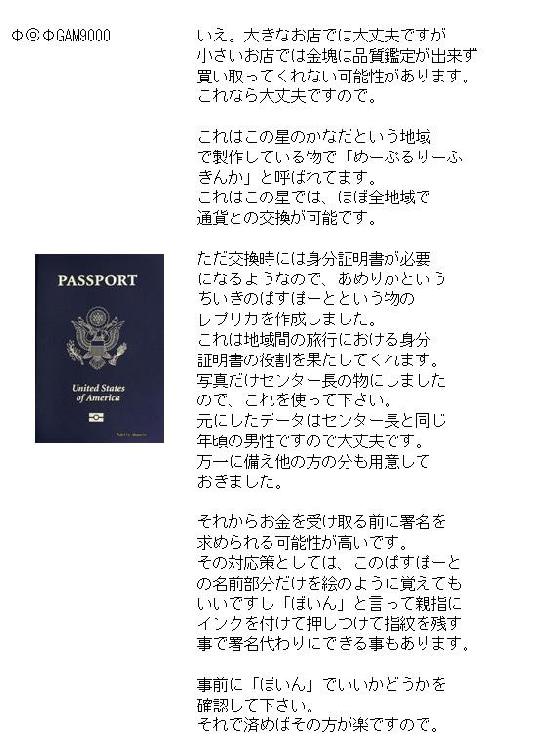 Φ@ΦGAM9000
いえ。大きなお店でに大丈夫ですが
小さいお店では金塊に品質鑑定が出来ず
買い取ってくれない可能性があります。
これなら大丈夫ですので。
これはこの星のかなだという地域
で製作している物で「めーぷるりーふ
きんか」と呼ばれてます。
これはこの星では、ほぼ全地域で
通貨との交換が可能です。
ただ交換時には身分証明書が必要
になるようなので、あめりかという
ちいきのぱすぽーとという物の
レプリカを作成しました。
これは地域間の旅行における身分
証明書の役割を果たしてくれます。
写真だけセンター長の物にしました
ので、これを使って下さい。
元にしたデータはセンター長と同じ
年頃の男性ですので大丈夫です。
万一に備え他の方の分も用意して
おきました。
それからお金を受け取る前に署名を
求められる可能性が高いです。
その対応策としては、このぱすぽーと
の名前部分だけを絵のように覚えても
いいですし「ぼいん」と言って親指に
インクを付けて押しつけて指紋を残す
事で署名代わりにできる事もあります。
事前に「ぼいん」でいいかどうかを
確認して下さい。
それで済めばその方が楽ですので。
PASSPORT
United States
of America